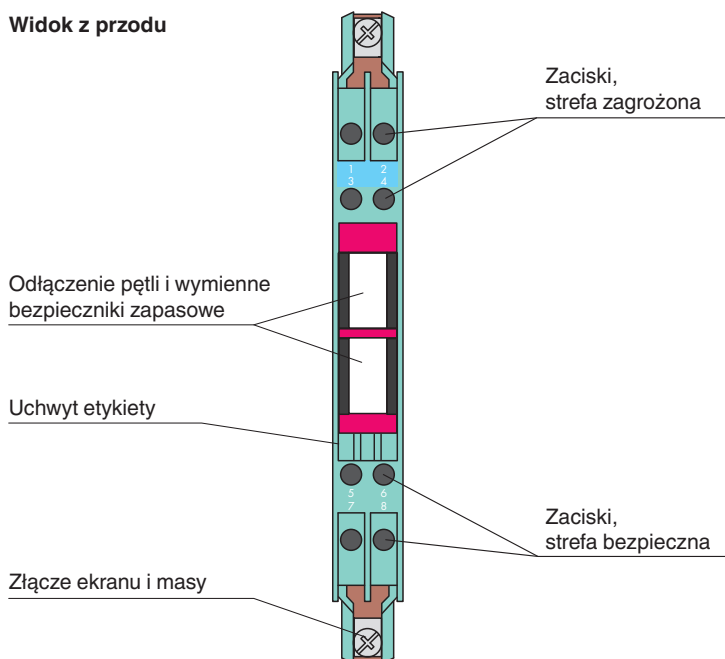 Widok z przodu
Zaciski,
strefa zagrożona
1 2
3 4
Odłączenie pętli i wymienne
bezpieczniki zapasowe
Uchwyt etykiety
5 6
7 8
Zaciski,
strefa bezpieczna
Złącze ekranu i masy